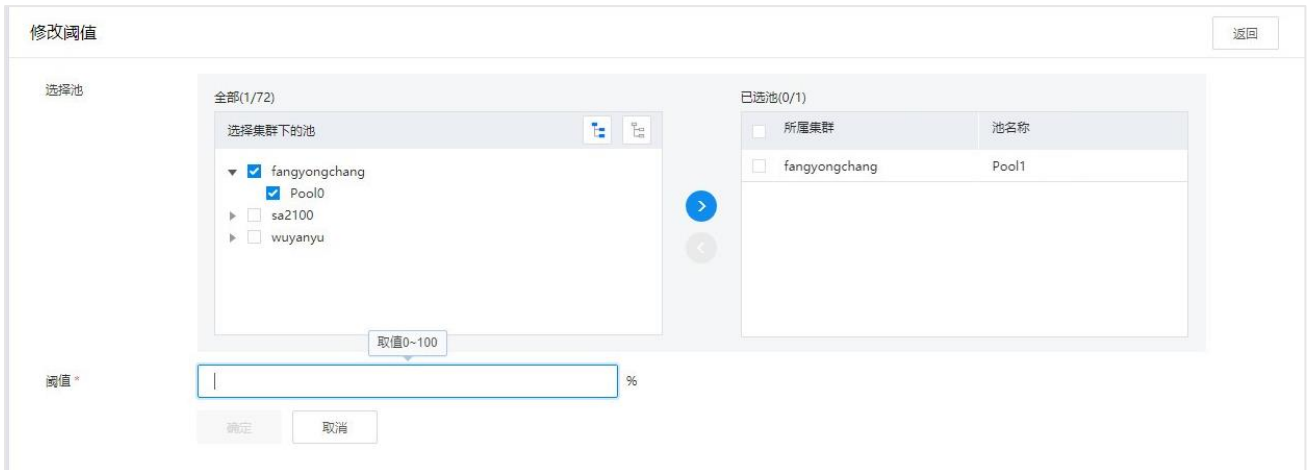 修改阈值
返回
选择池
全部(1/72)
已选池(0/1)
选择集群下的池
所属集群
池名称
fangyongchang
Pool0
sa2100
wuyanyu
fangyongchang
Pool1
取值0~100
阈值 *
%
确定
取消